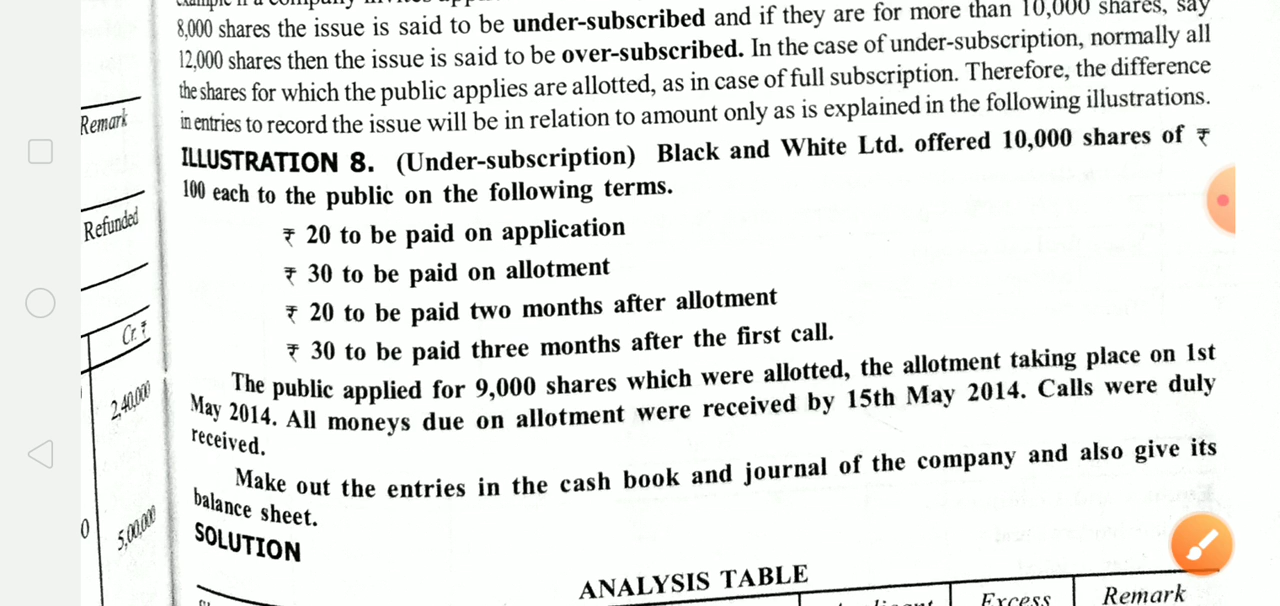 8,000 shares the issue is said to be under-subscribed and if they are for more than 10,000 shares, say
12,000 shares then the issue is said to be over-subscribed. In the case of under-subscription, normally all
the shares for which the public applies are allotted, as in case of full subscription. Therefore, the difference
in entries to record the issue will be in relation to amount only as is explained in the following illustrations.
ILLUSTRATION 8. (Under-subscription) Black and White Ltd. offered 10,000 shares of ₹
100 each to the public on the following terms.
₹ 20 to be paid on application
₹ 30 to be paid on allotment
₹ 20 to be paid two months after allotment
₹ 30 to be paid three months after the first call.
The public applied for 9,000 shares which were allotted, the allotment taking place on 1st
May 2014. All moneys due on allotment were received by 15th May 2014. Calls were duly
received.
Make out the entries in the cash book and journal of the company and also give its
balance sheet.
SOLUTION
ANALYSIS TABLE
Excess Remark
Remark
Refunded
Cr. ₹
2,40,000
0 5,00,000